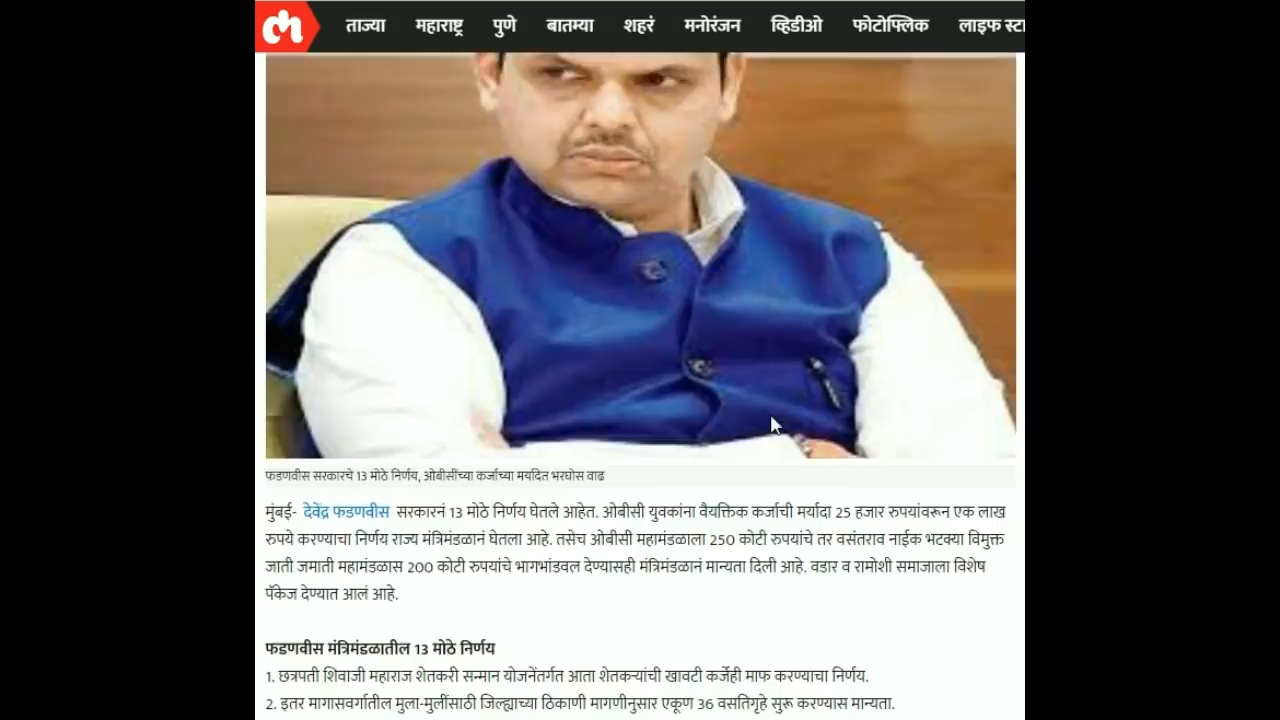 ताज्या महाराष्ट्र पुणे बातम्या शहरं मनोरंजन व्हिडीओ फोटोफ्लिक लाइफ स्टा
फडणवीस सरकारचे 13 मोठे निर्णय, ओबीसींच्या कर्जाच्या मर्यादेत भरघोस वाढ
मुंबई- देवेंद्र फडणवीस सरकारनं 13 मोठे निर्णय घेतले आहेत. ओबीसी युवकांना वैयक्तिक कर्जाची मर्यादा 25 हजार रुपयांवरून एक लाख
रुपये करण्याचा निर्णय राज्य मंत्रिमंडळानं घेतला आहे. तसेच ओबीसी महामंडळाला 250 कोटी रुपयांचे तर वसंतराव नाईक भटक्या विमुक्त
जाती जमाती महामंडळास 200 कोटी रुपयांचे भागभांडवल देण्यासही मंत्रिमंडळानं मान्यता दिली आहे. वडार व रामोशी समाजाला विशेष
पॅकेज देण्यात आलं आहे.
फडणवीस मंत्रिमंडळातील 13 मोठे निर्णय
1. छत्रपती शिवाजी महाराज शेतकरी सन्मान योजनेंतर्गत आता शेतकऱ्यांची खावटी कर्जेही माफ करण्याचा निर्णय.
2. इतर मागासवर्गातील मुला-मुलींसाठी जिल्ह्याच्या ठिकाणी मागणीनुसार एकूण 36 वसतिगृहे सुरू करण्यास मान्यता.